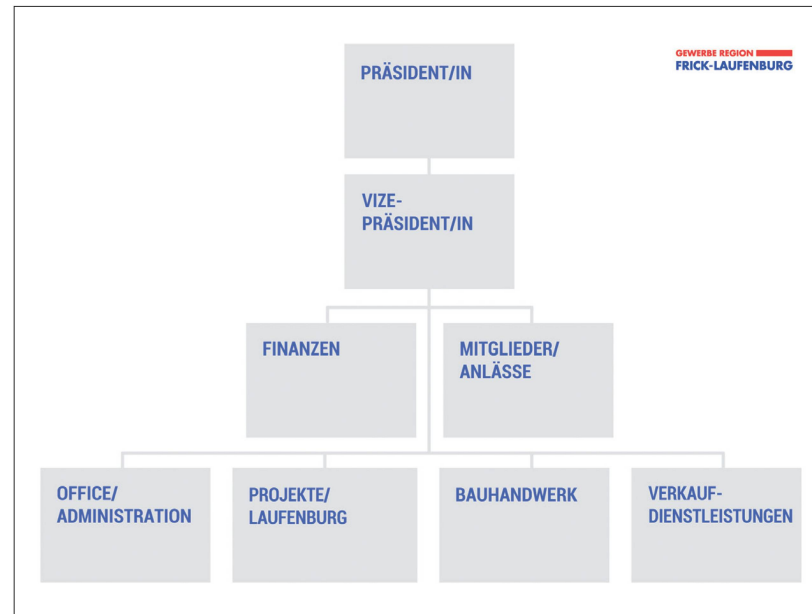 PRÄSIDENT/IN
GEWERBE REGION
FRICK-LAUFENBURG
VIZE-
PRÄSIDENT/IN
FINANZEN
MITGLIEDER/
ANLÄSSE
OFFICE/
ADMINISTRATION
PROJEKTE/
LAUFENBURG
BAUHANDWERK
VERKAUF-
DIENSTLEISTUNGEN